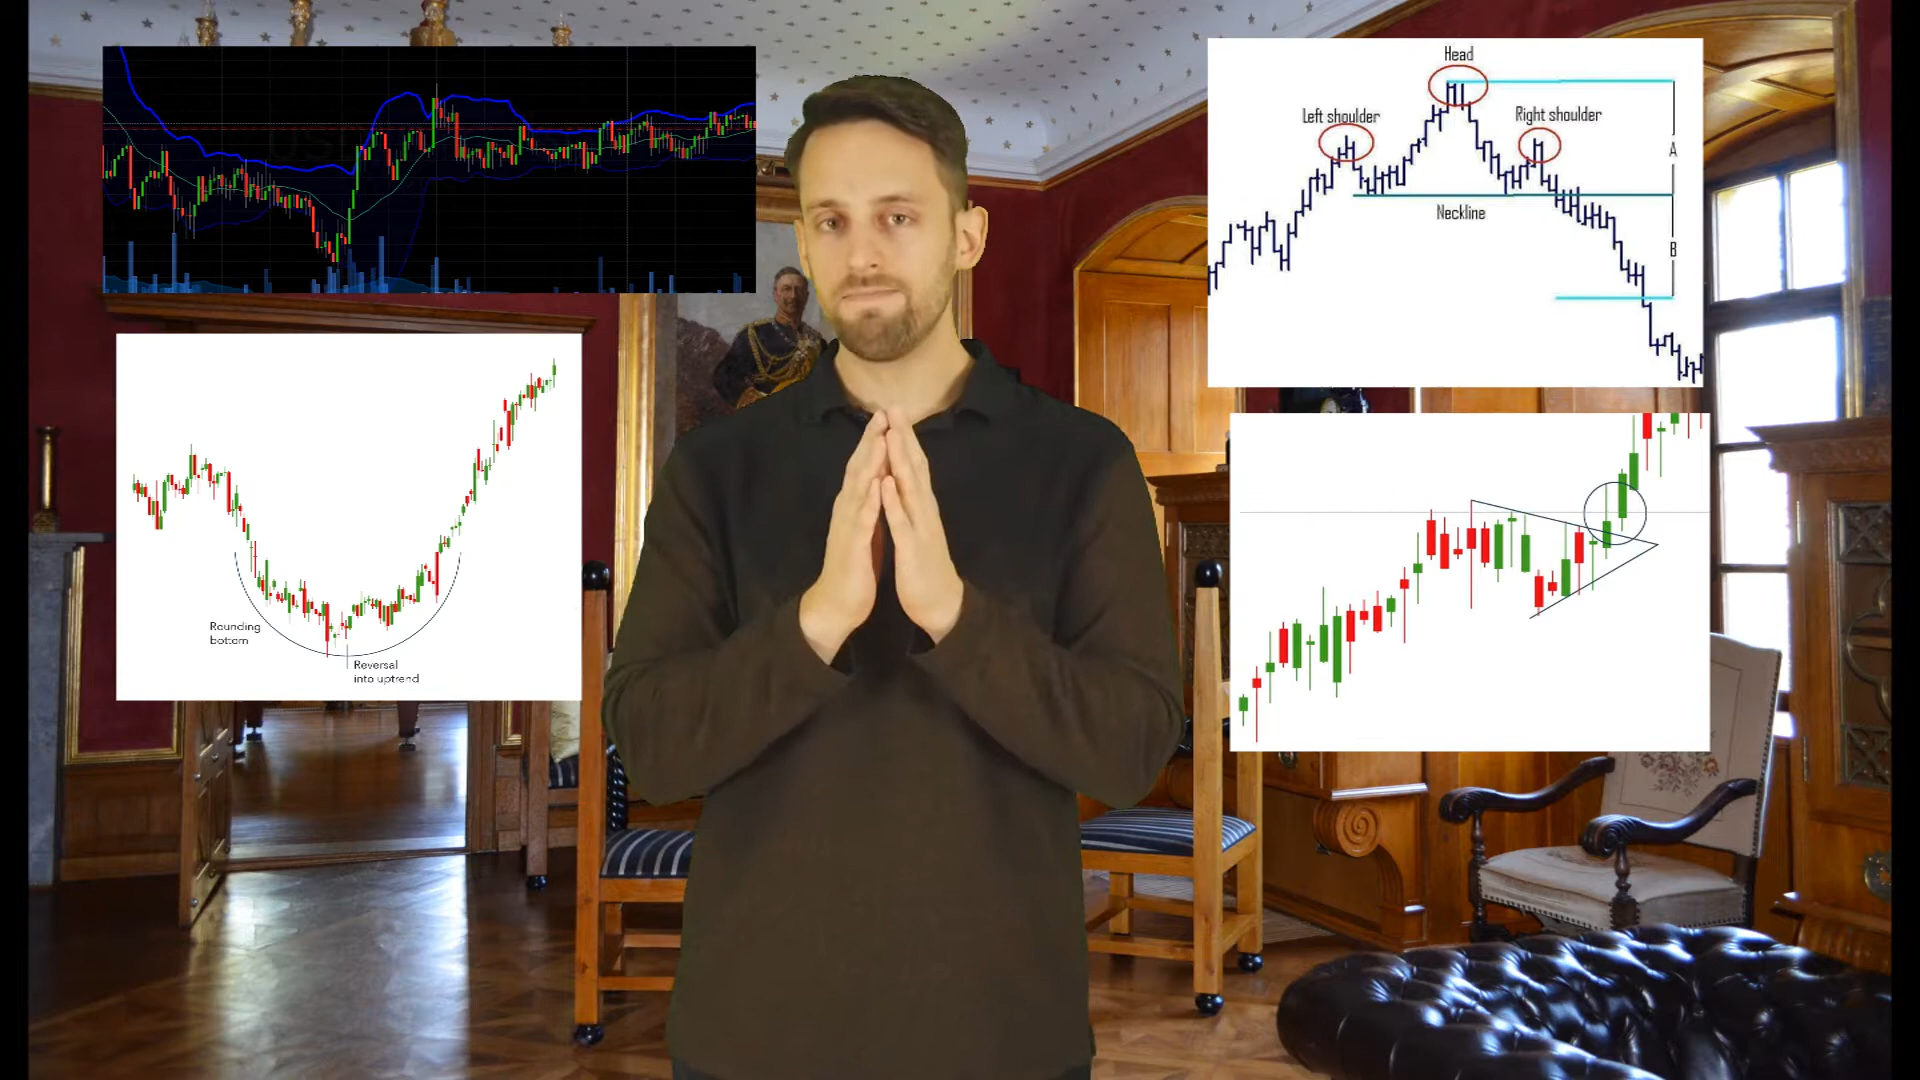 Head
Left shoulder
Right shoulder
A
Neckline
B
Rounding
bottom
Reversal
into uptrend